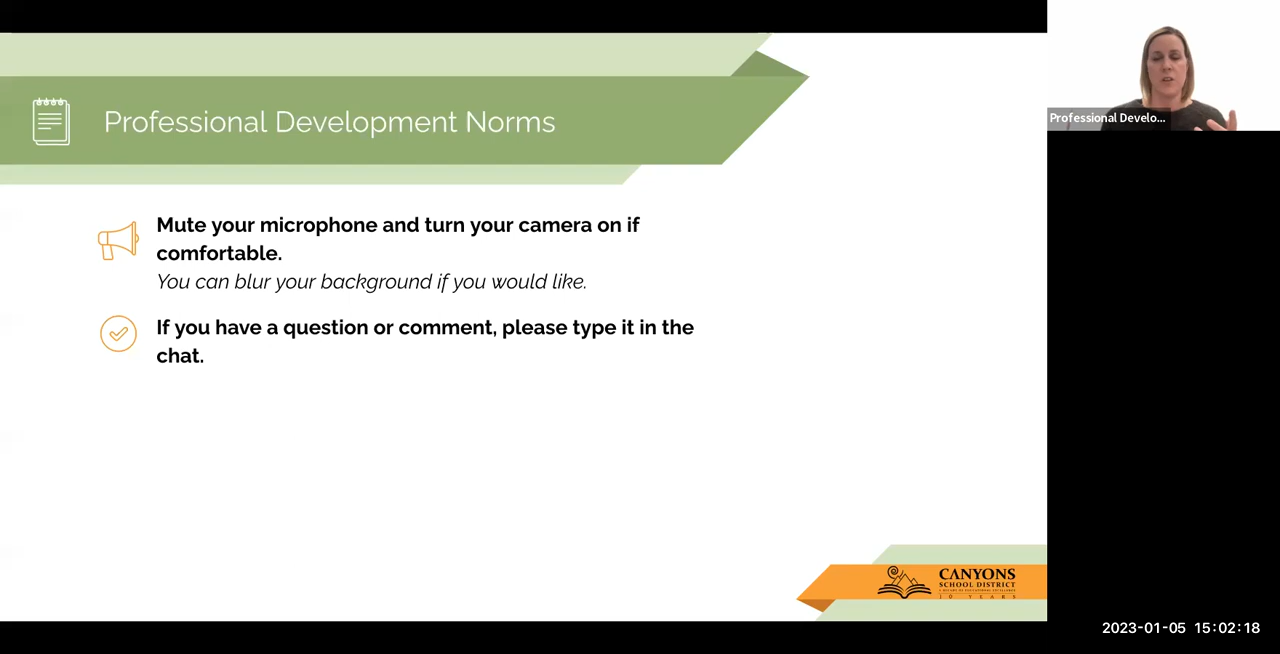 Professional Development Norms
Professional Develo...
Mute your microphone and turn your camera on if
comfortable.
You can blur your background if you would like.
If you have a question or comment, please type it in the
chat.
CANYONS
SCHOOL DISTRICT
10 YEARS
2023-01-05 15:02:18